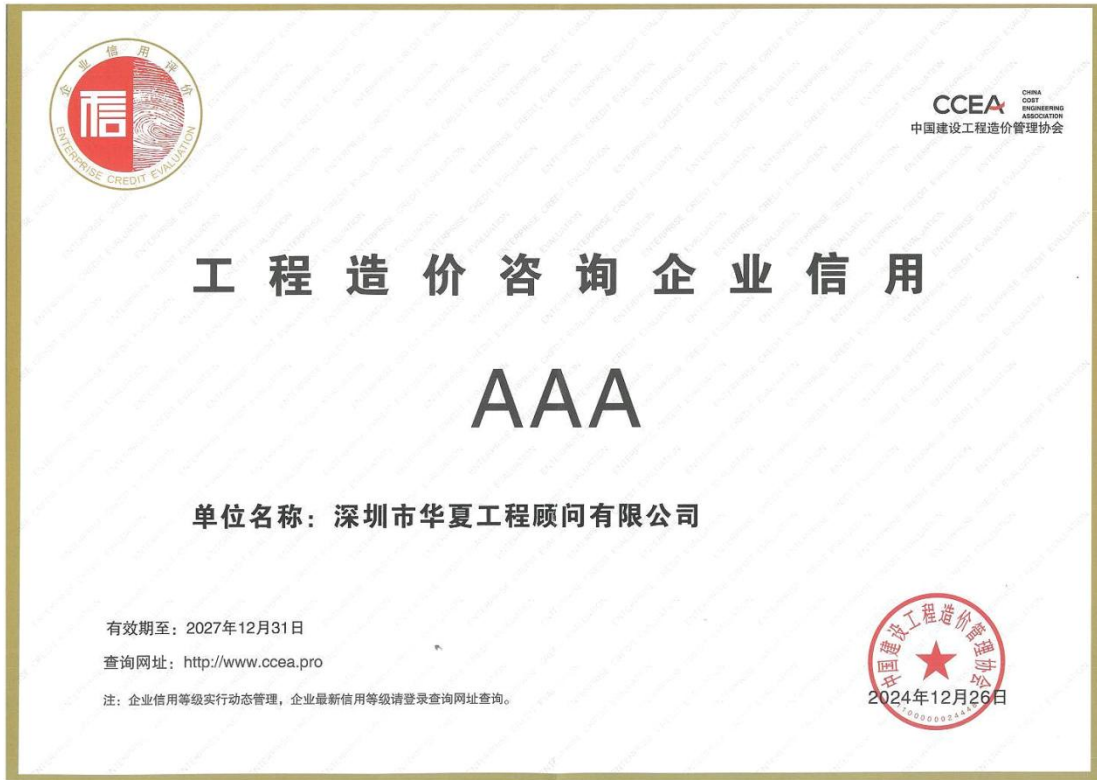 企业信用评价
信
ENTERPRISE CREDIT EVALUATION
CCEA
CHINA
COST
ENGINEERING
ASSOCIATION
中国建设工程造价管理协会
工程造价咨询企业信用
AAA
单位名称：深圳市华夏工程顾问有限公司
有效期至：2027年12月31日
查询网址：http://www.ccea.pro
注：企业信用等级实行动态管理，企业最新信用等级请登录查询网址查询。
中国建设工程造价管理协会
2024年12月26日